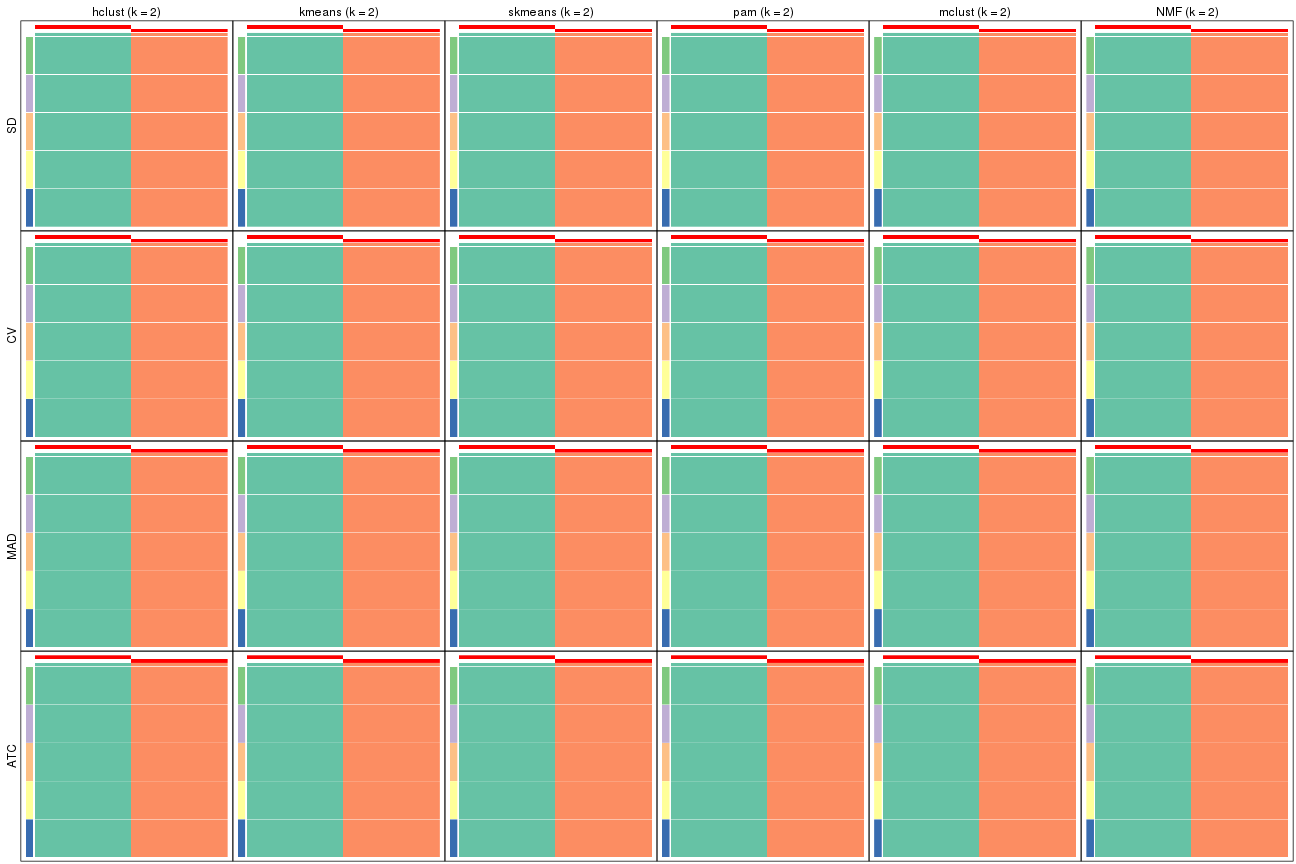 hclust (k = 2)
kmeans (k = 2)
skmeans (k = 2)
pam (k = 2)
mclust (k = 2)
NMF (k = 2)
SD
CV
MAD
ATC